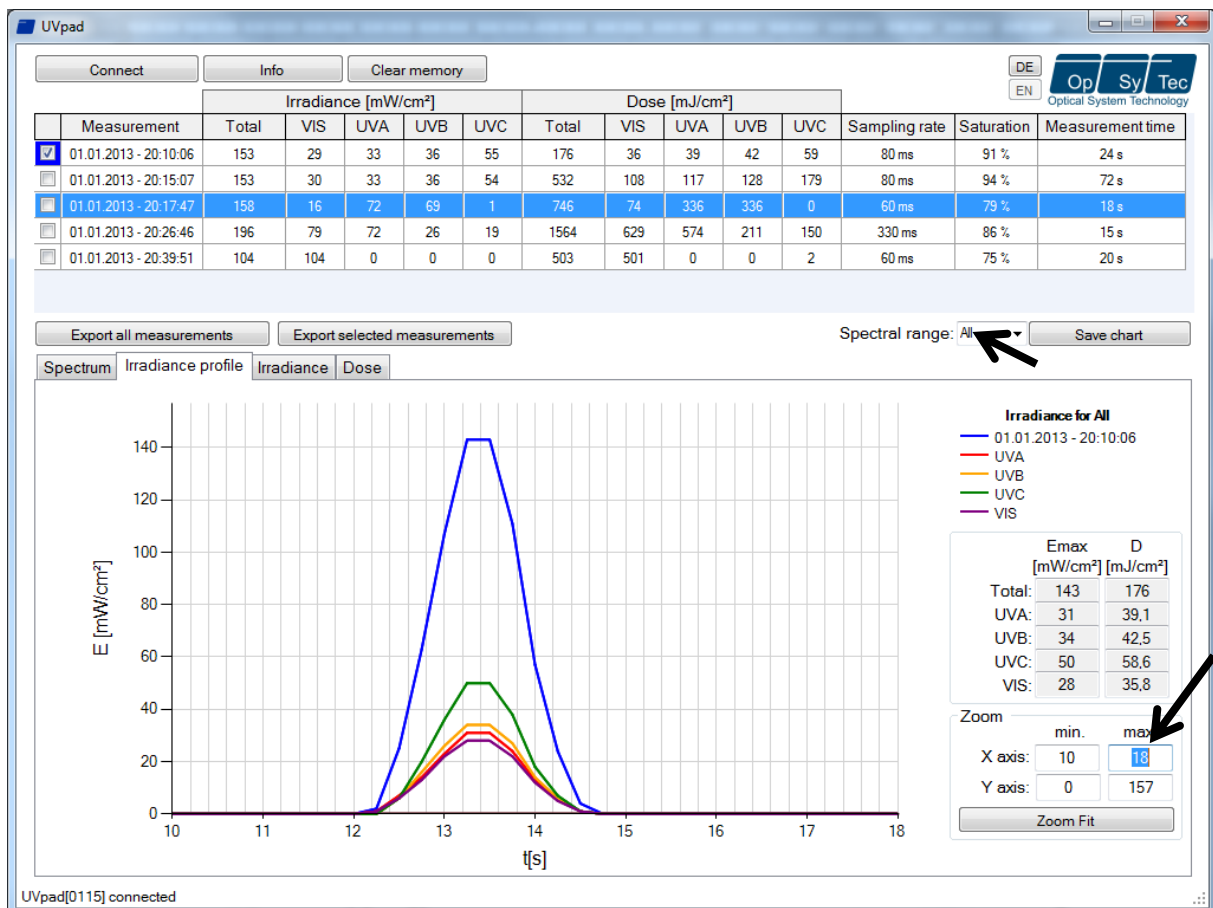 UVpad
Connect Info Clear memory DE EN Op Sy Tec
Optical System Technology
Irradiance [mW/cm²] Dose [mJ/cm²]
Measurement Total VIS UVA UVB UVC Total VIS UVA UVB UVC Sampling rate Saturation Measurement time
01.01.2013 - 20:10:06 153 29 33 36 55 176 36 39 42 59 80 ms 91 % 24 s
01.01.2013 - 20:15:07 153 30 33 36 54 532 108 117 128 179 80 ms 94 % 72 s
01.01.2013 - 20:17:47 158 16 72 69 1 746 74 336 336 0 60 ms 79 % 18 s
01.01.2013 - 20:26:46 196 79 72 26 19 1564 629 574 211 150 330 ms 86 % 15 s
01.01.2013 - 20:39:51 104 104 0 0 0 503 501 0 0 2 60 ms 75 % 20 s
Export all measurements Export selected measurements Spectral range: All Save chart
Spectrum Irradiance profile Irradiance Dose
E [mW/cm²]
140
120
100
80
60
40
20
0
10 11 12 13 14 15 16 17 18
t[s]
Irradiance for All
01.01.2013 - 20:10:06
UVA
UVB
UVC
VIS
Emax D
[mW/cm²] [mJ/cm²]
Total: 143 176
UVA: 31 39,1
UVB: 34 42,5
UVC: 50 58,6
VIS: 28 35,8
Zoom
min. max
X axis: 10 18
Y axis: 0 157
Zoom Fit
UVpad[0115] connected